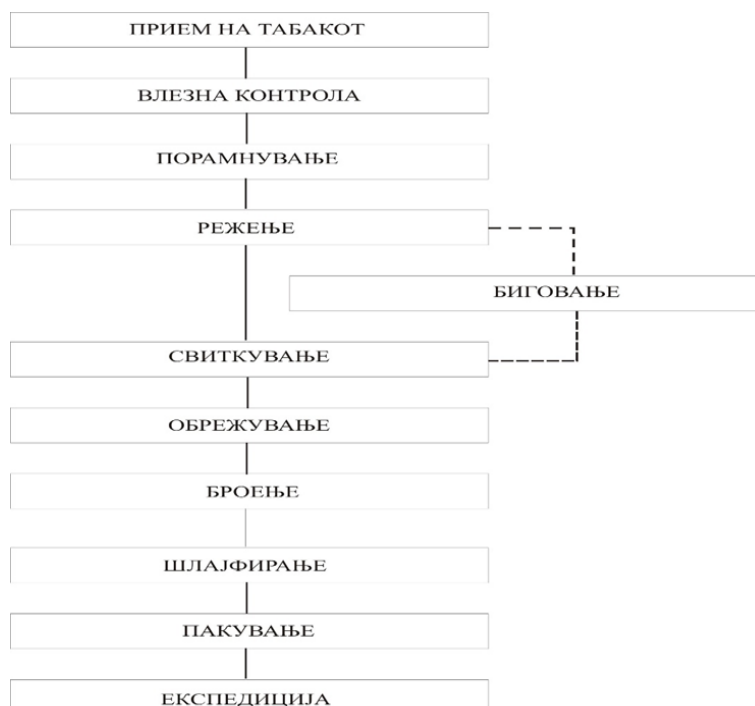 ПРИЕМ НА ТАБАКОТ
ВЛЕЗНА КОНТРОЛА
ПОРАМНУВАЊЕ
РЕЖЕЊЕ
БИГОВАЊЕ
СВИТКУВАЊЕ
ОБРЕЖУВАЊЕ
БРОЕЊЕ
ШЛАЈФИРАЊЕ
ПАКУВАЊЕ
ЕКСПЕДИЦИЈА